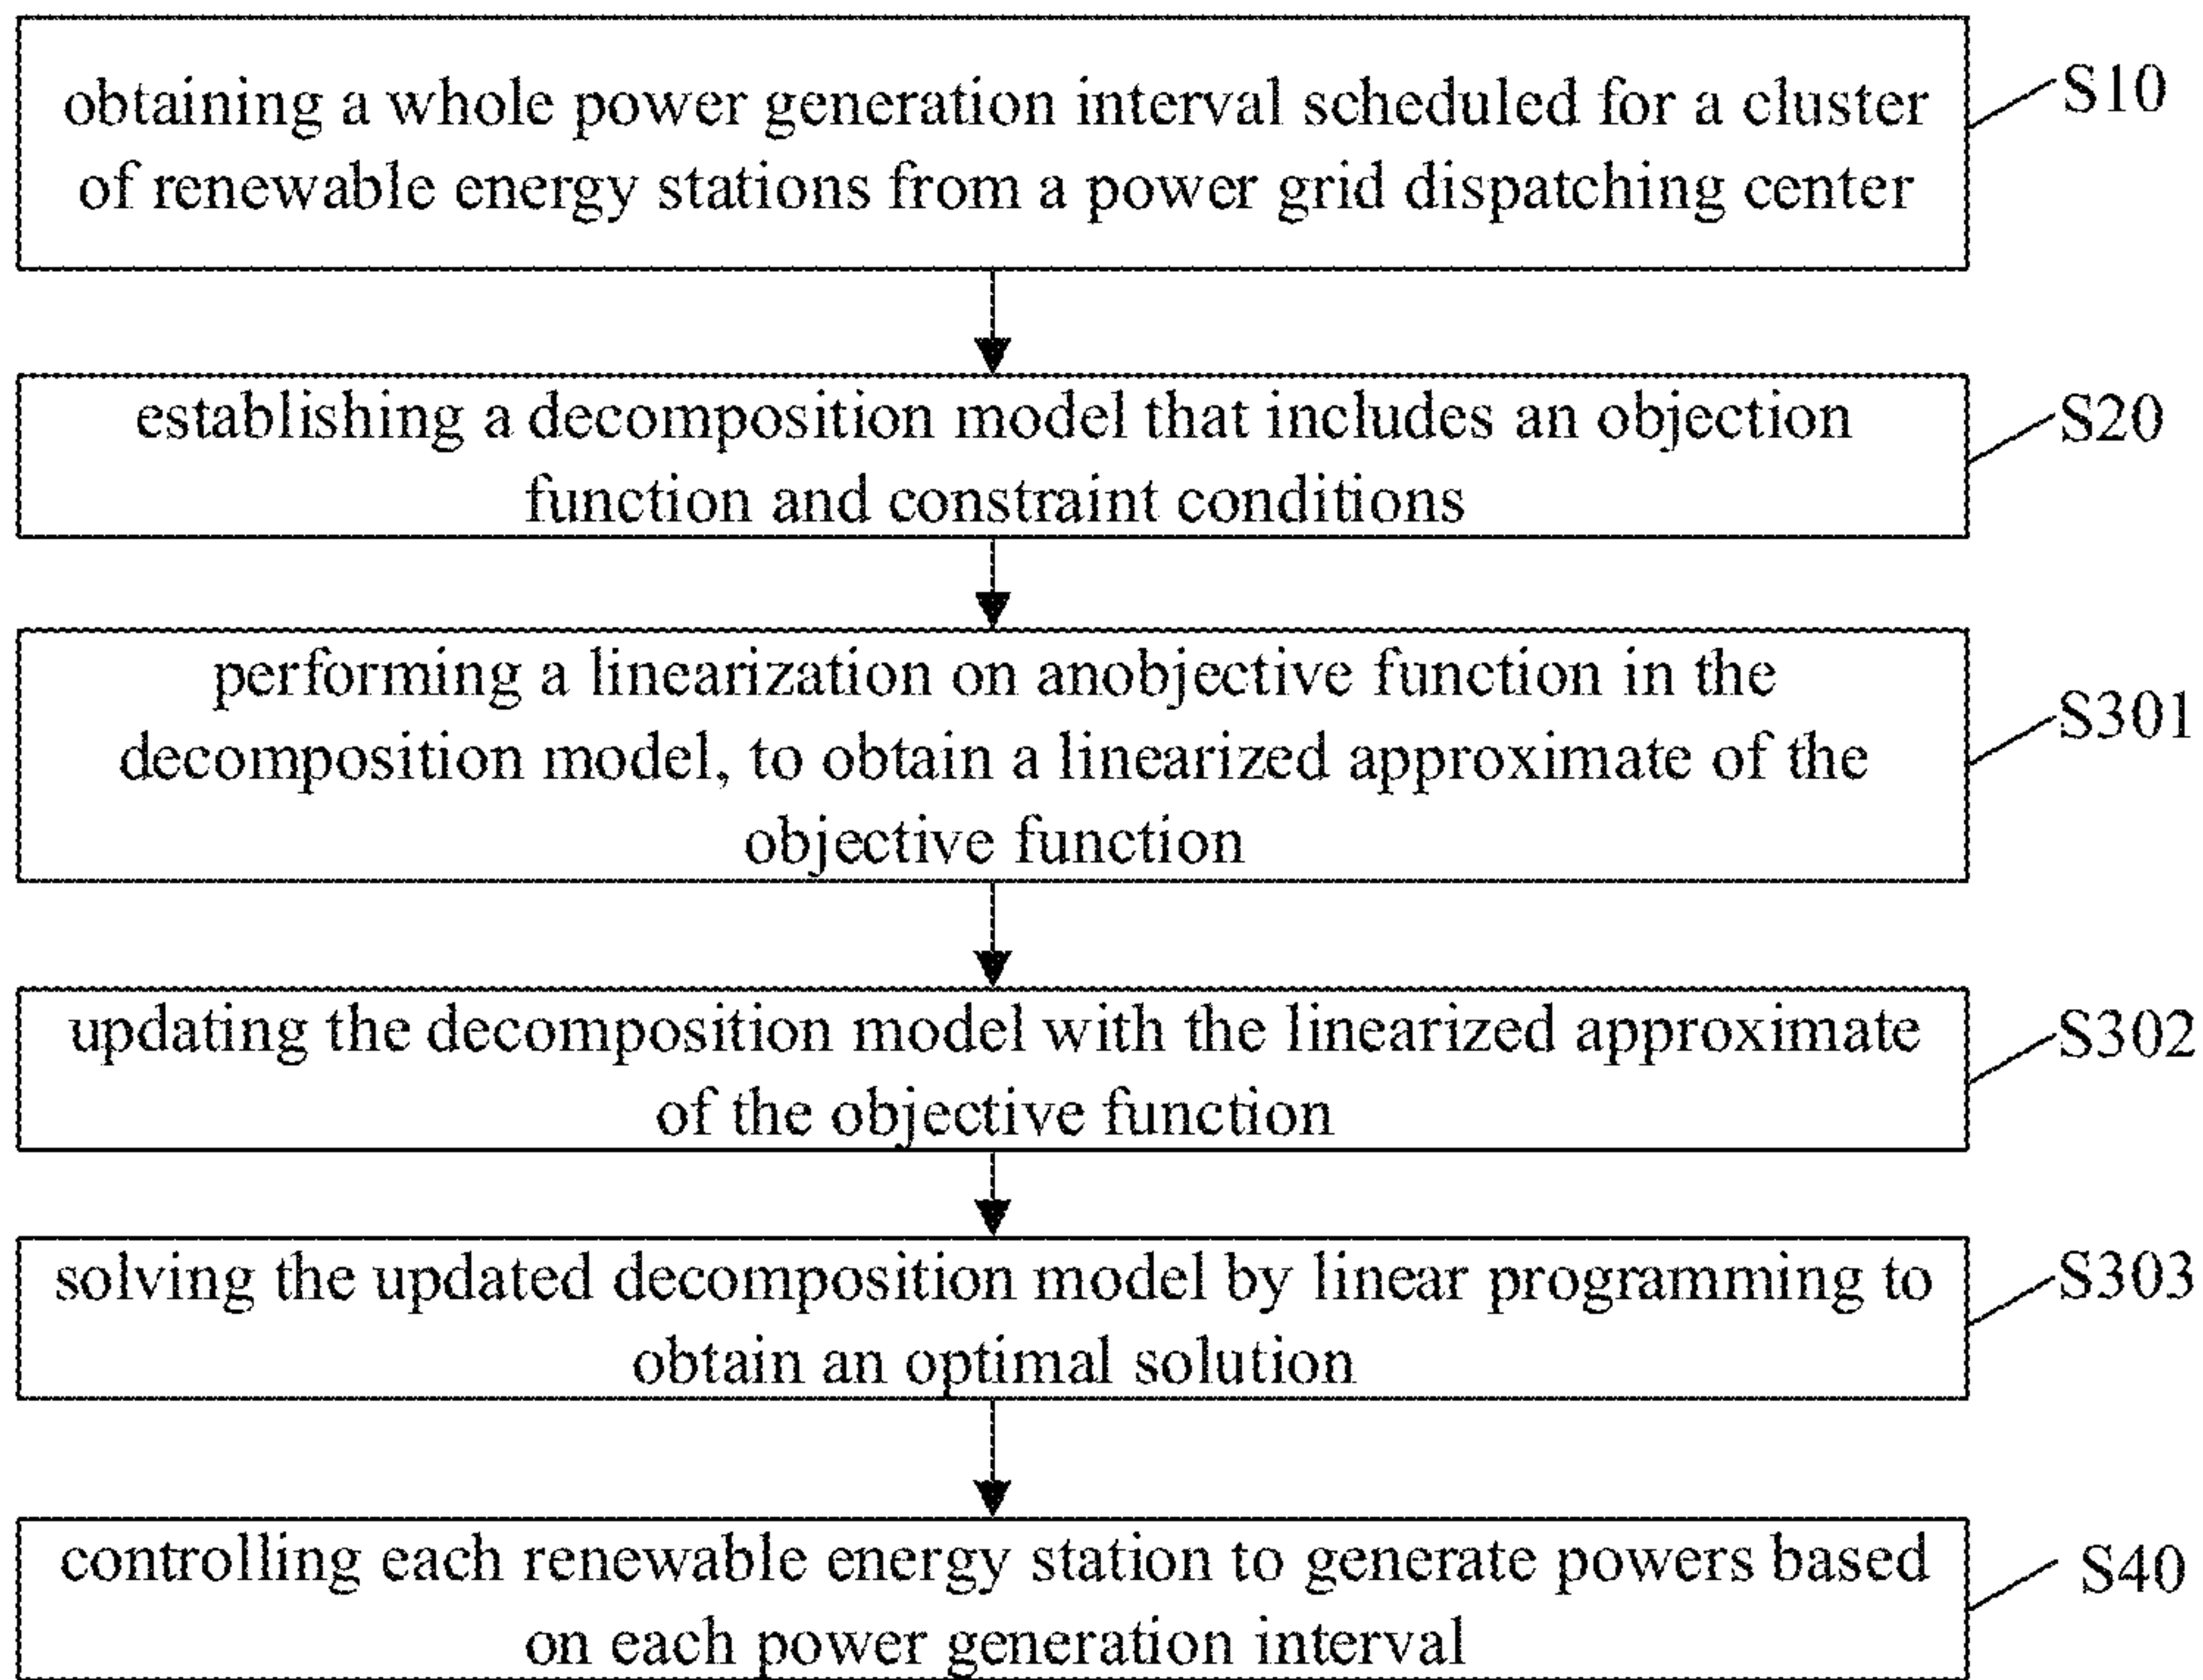 obtaining a whole power generation interval scheduled for a cluster
of renewable energy stations from a power grid dispatching center
S10
establishing a decomposition model that includes an objection
function and constraint conditions
S20
performing a linearization on anobjective function in the
decomposition model, to obtain a linearized approximate of the
objective function
S301
updating the decomposition model with the linearized approximate
of the objective function
S302
solving the updated decomposition model by linear programming to
obtain an optimal solution
S303
controlling each renewable energy station to generate powers based
on each power generation interval
S40